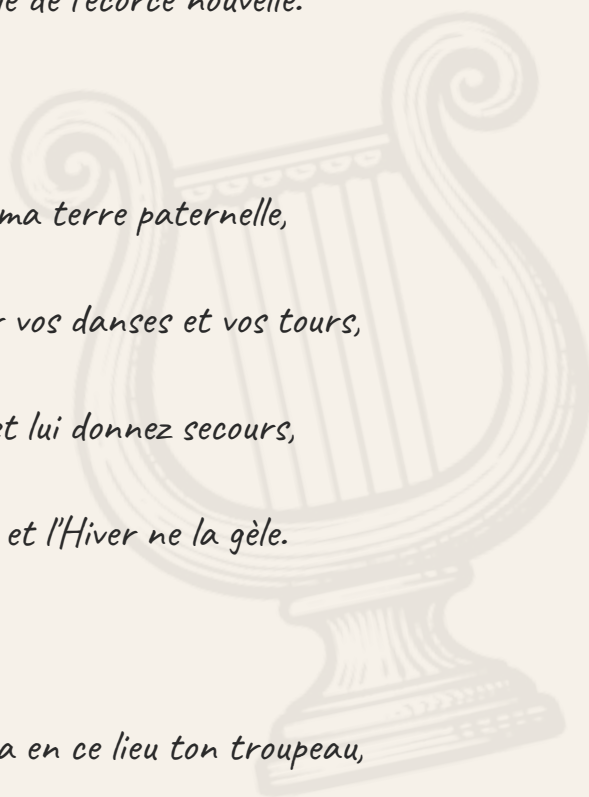 de l'écorce nouvelle.
ma terre paternelle,
vos danses et vos tours,
et lui donnez secours,
et l'Hiver ne la gèle.
en ce lieu ton troupeau,